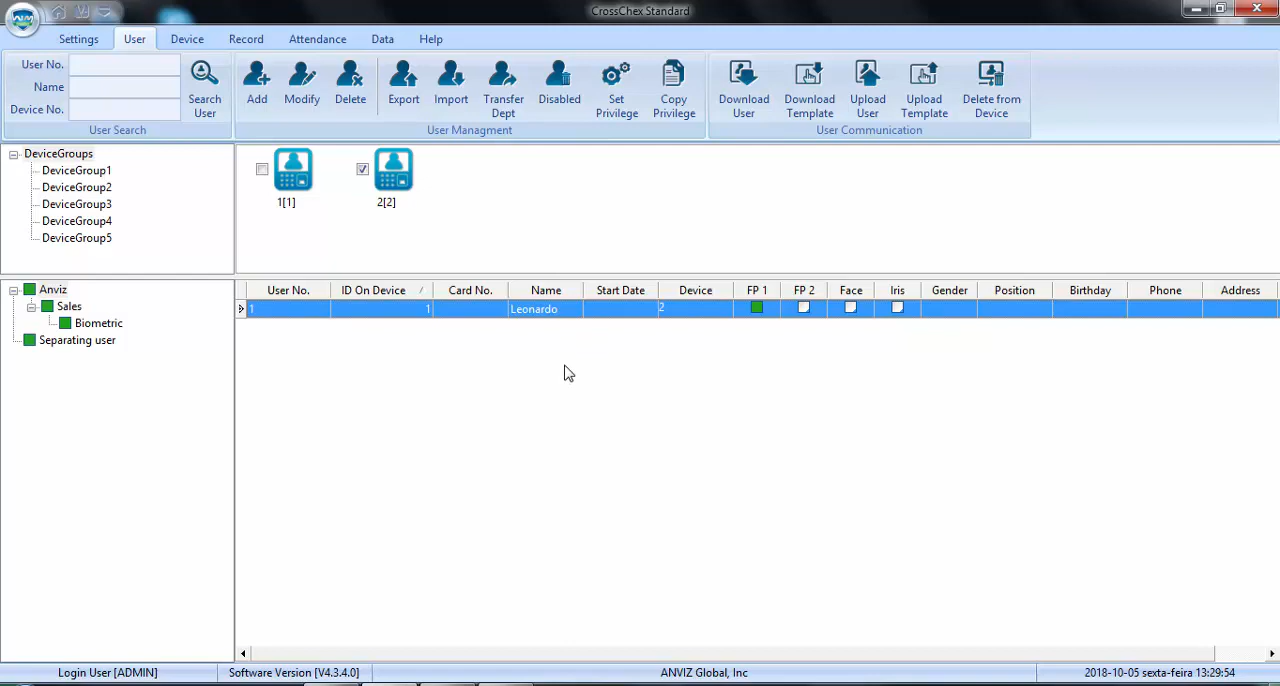 CrossChex Standard
Settings User Device Record Attendance Data Help
User No.
Name
Device No.
Search User
User Search
Add Modify Delete Export Import Transfer Dept Disabled Set Privilege Copy Privilege
User Managment
Download User Download Template Upload User Upload Template Delete from Device
User Communication
DeviceGroups
DeviceGroup1
DeviceGroup2
DeviceGroup3
DeviceGroup4
DeviceGroup5
1[1] 2[2]
Anviz
Sales
Biometric
Separating user
User No. ID On Device / Card No. Name Start Date Device FP 1 FP 2 Face Iris Gender Position Birthday Phone Address
1 1 Leonardo 2
Login User [ADMIN] Software Version [V4.3.4.0] ANVIZ Global, Inc 2018-10-05 sexta-feira 13:29:54